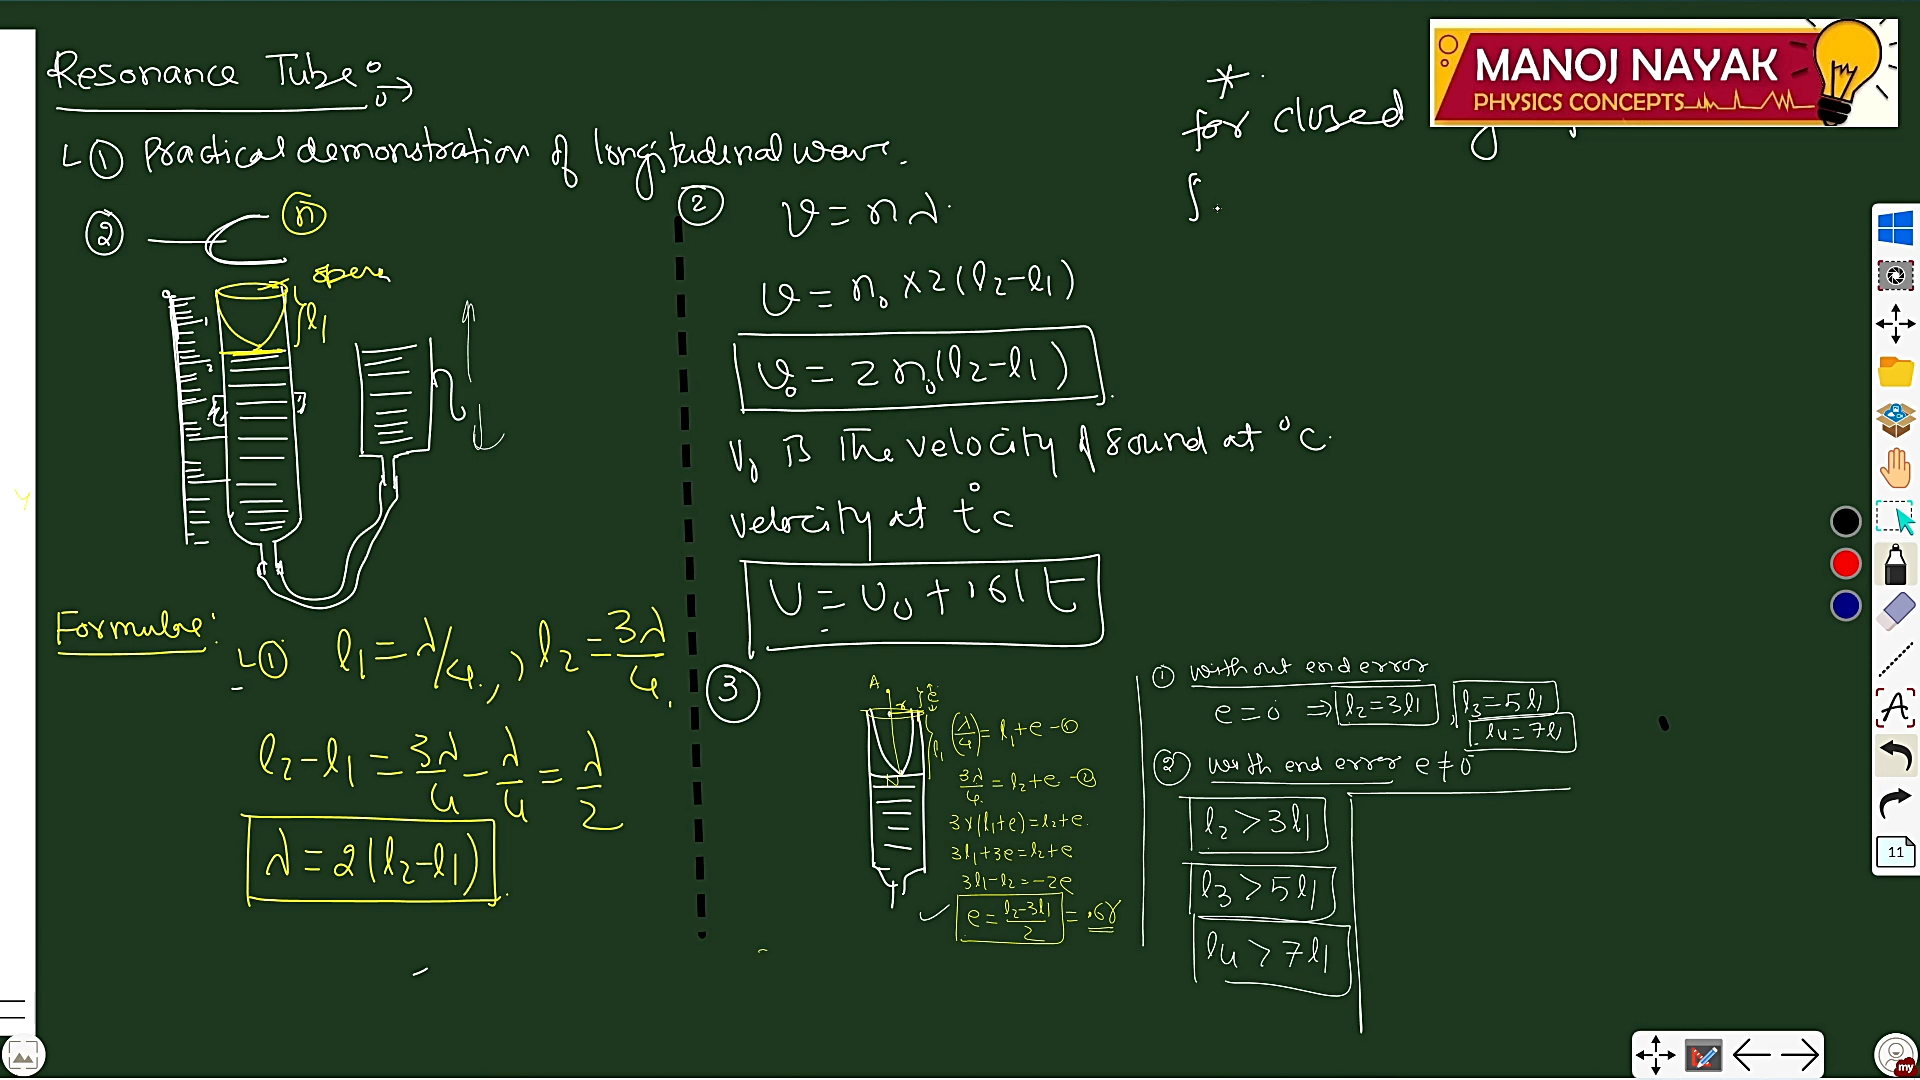 Resonance Tube:→
↳ ① Practical demonstration of longitudinal wave.
② n
open
l₁
Formulae:
↳ ① l₁ = λ/4, l₂ = 3λ/4.
l₂ - l₁ = 3λ/4 - λ/4 = λ/2
λ = 2(l₂-l₁).
② v = nλ.
v = n₀ × 2(l₂-l₁)
v₀ = 2n₀(l₂-l₁).
V₀ is The velocity of sound at °c.
velocity at t°c
v = v₀ + .61 t
③
A
r e
l₁
N
(λ/4) = l₁+e -①
3λ/4 = l₂+e -②
3×(l₁+e) = l₂+e.
3l₁+3e = l₂+e
3l₁-l₂ = -2e
✓ e = l₂-3l₁/2 = .6r
① without end error
e = 0 ⇒ l₂=3l₁, l₃=5l₁
l₄=7l₁
② with end error e≠0
l₂ > 3l₁
l₃ > 5l₁
l₄ > 7l₁
*.
for closed
MANOJ NAYAK
PHYSICS CONCEPTS
A
11
my